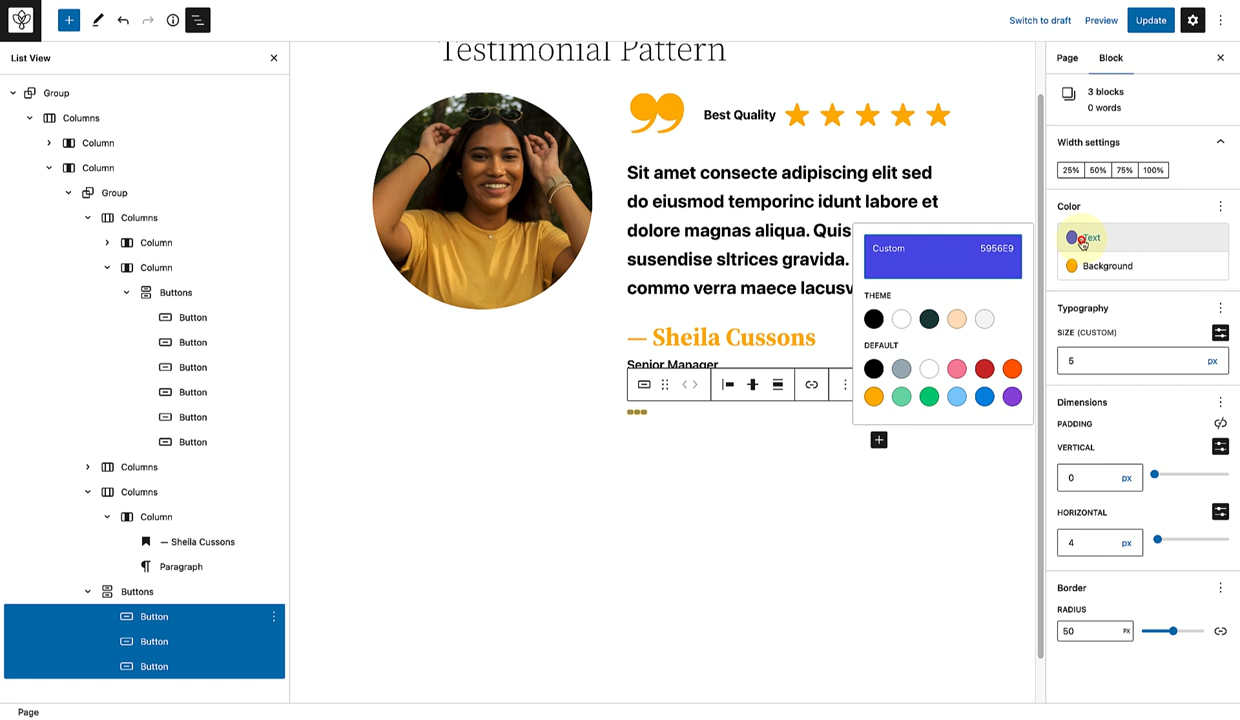 Switch to draft Preview Update
List View
Group
Columns
Column
Column
Group
Columns
Column
Column
Buttons
Button
Button
Button
Button
Button
Button
Columns
Columns
Column
— Sheila Cussons
Paragraph
Buttons
Button
Button
Button
Page
Testimonial Pattern
Best Quality
Sit amet consecte adipiscing elit sed
do eiusmod temporinc idunt labore et
dolore magnas aliqua. Quis
susendise sltrices gravida.
commo verra maece lacusv
— Sheila Cussons
Senior Manager
Custom 5956E9
THEME
DEFAULT
Page Block
3 blocks
0 words
Width settings
25% 50% 75% 100%
Color
Text
Background
Typography
SIZE (CUSTOM)
5 px
Dimensions
PADDING
VERTICAL
0 px
HORIZONTAL
4 px
Border
RADIUS
50 PX